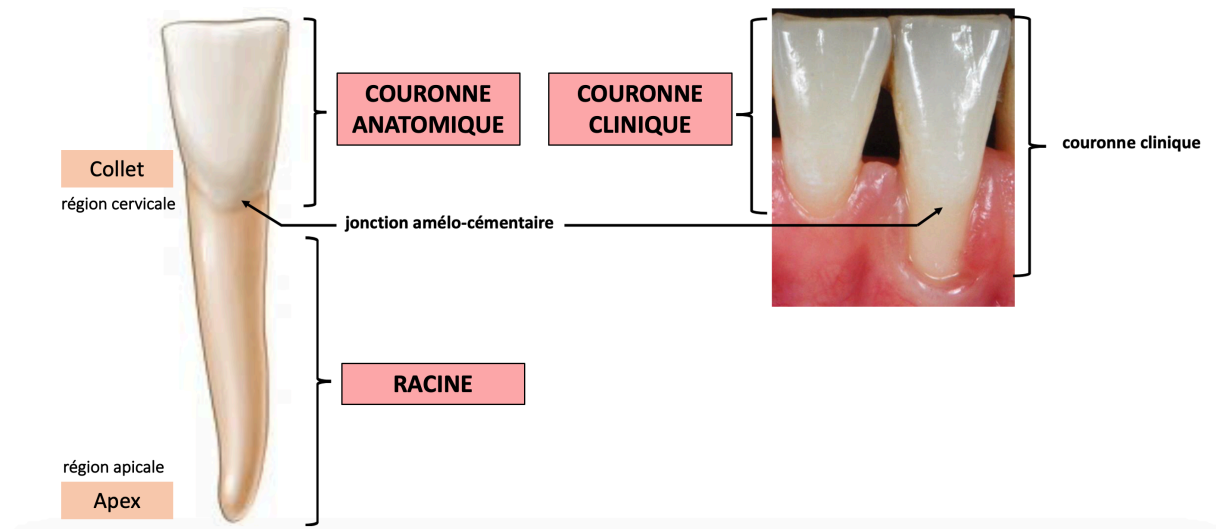 COURONNE
ANATOMIQUE
COURONNE
CLINIQUE
couronne clinique
Collet
région cervicale
jonction amélo-cémentaire
RACINE
région apicale
Apex